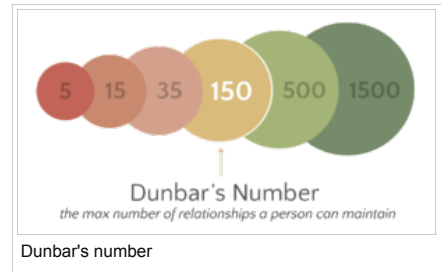 5 15 35 150 500 1500
Dunbar's Number
the max number of relationships a person can maintain
Dunbar's number